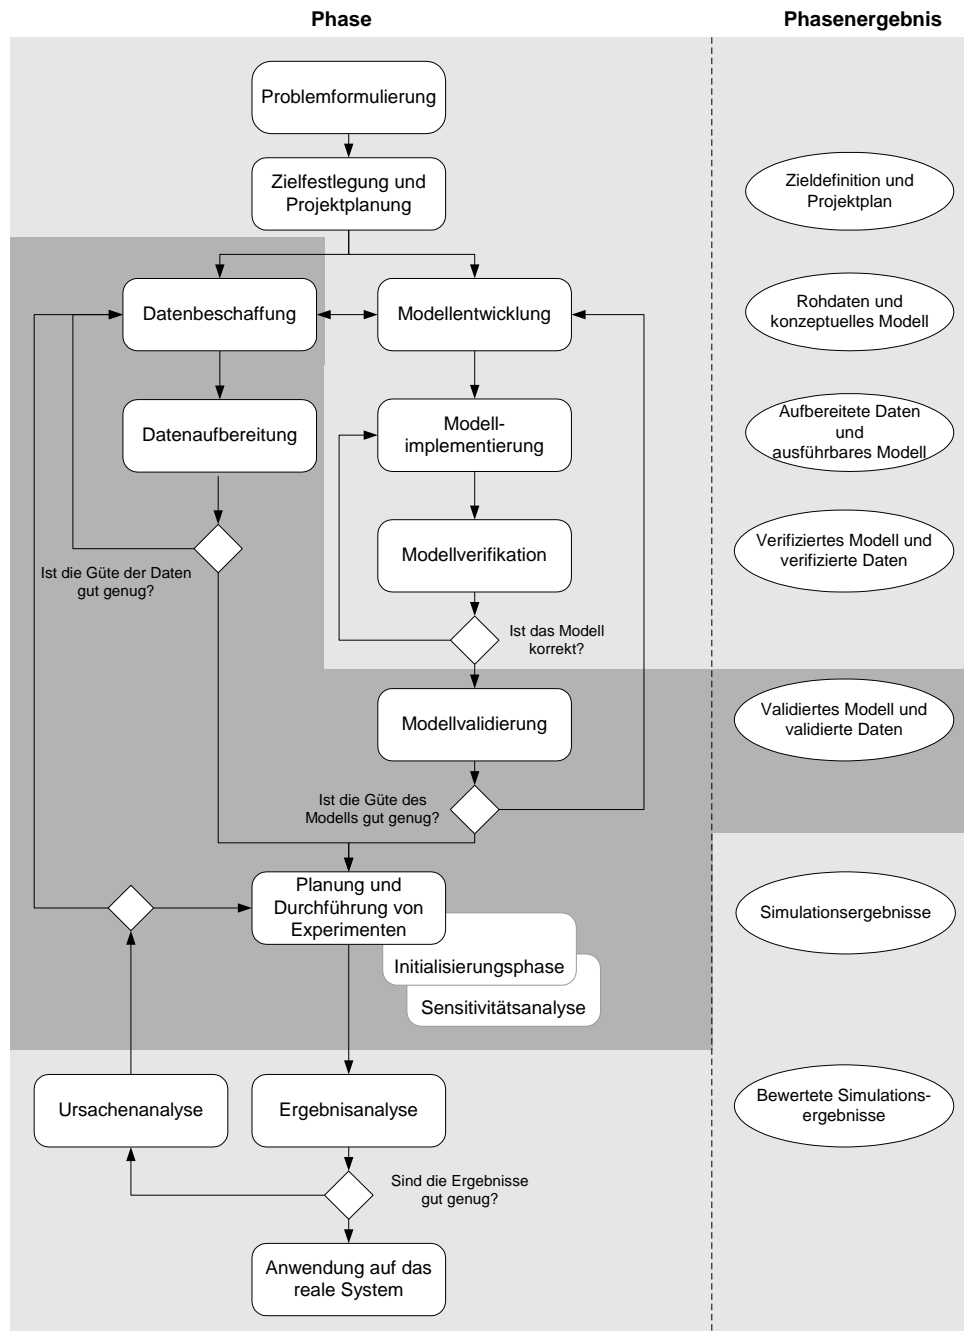 Phase
Phasenergebnis
Problemformulierung
Zielfestlegung und
Projektplanung
Zieldefinition und
Projektplan
Datenbeschaffung
Modellentwicklung
Rohdaten und
konzeptuelles Modell
Datenaufbereitung
Modell-
implementierung
Aufbereitete Daten
und
ausführbares Modell
Modellverifikation
Verifiziertes Modell und
verifizierte Daten
Ist die Güte der Daten
gut genug?
Ist das Modell
korrekt?
Modellvalidierung
Validiertes Modell und
validierte Daten
Ist die Güte des
Modells gut genug?
Planung und
Durchführung von
Experimenten
Simulationsergebnisse
Initialisierungsphase
Sensitivitätsanalyse
Ursachenanalyse
Ergebnisanalyse
Bewertete Simulations-
ergebnisse
Sind die Ergebnisse
gut genug?
Anwendung auf das
reale System